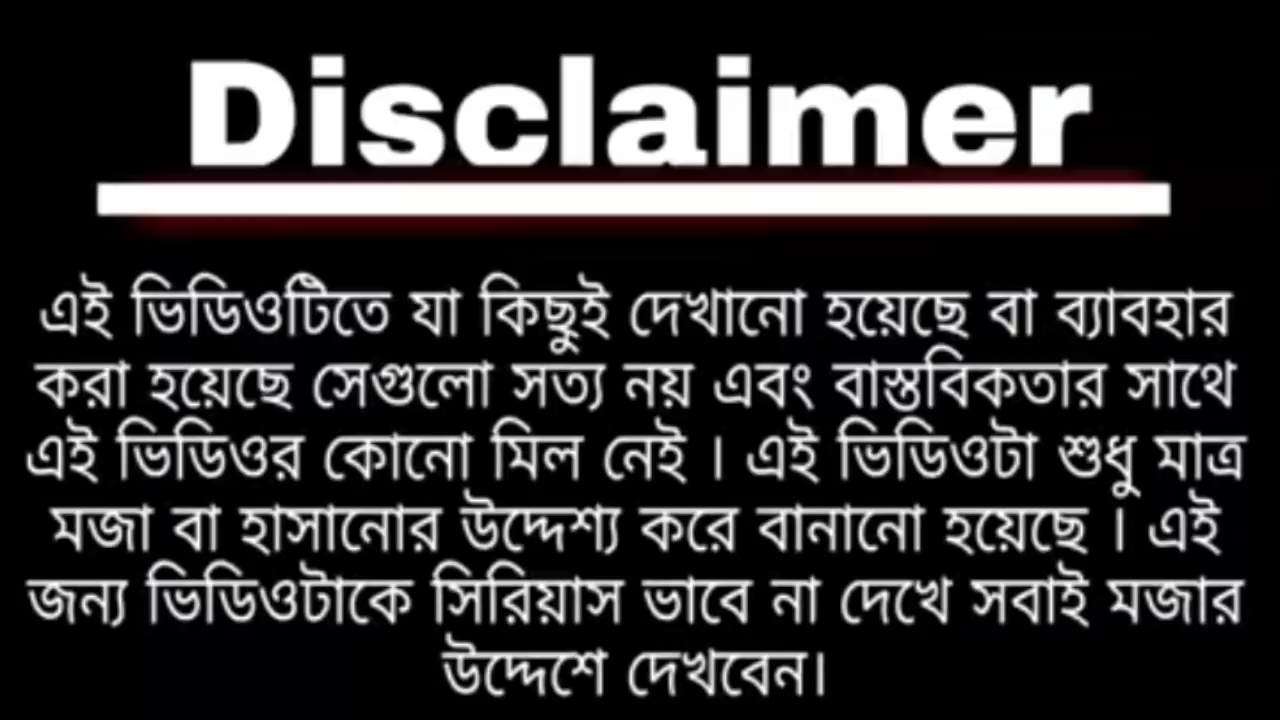 Disclaimer
এই ভিডিওটিতে যা কিছুই দেখানো হয়েছে বা ব্যাবহার
করা হয়েছে সেগুলো সত্য নয় এবং বাস্তবিকতার সাথে
এই ভিডিওর কোনো মিল নেই । এই ভিডিওটা শুধু মাত্র
মজা বা হাসানোর উদ্দেশ্য করে বানানো হয়েছে । এই
জন্য ভিডিওটাকে সিরিয়াস ভাবে না দেখে সবাই মজার
উদ্দেশে দেখবেন।